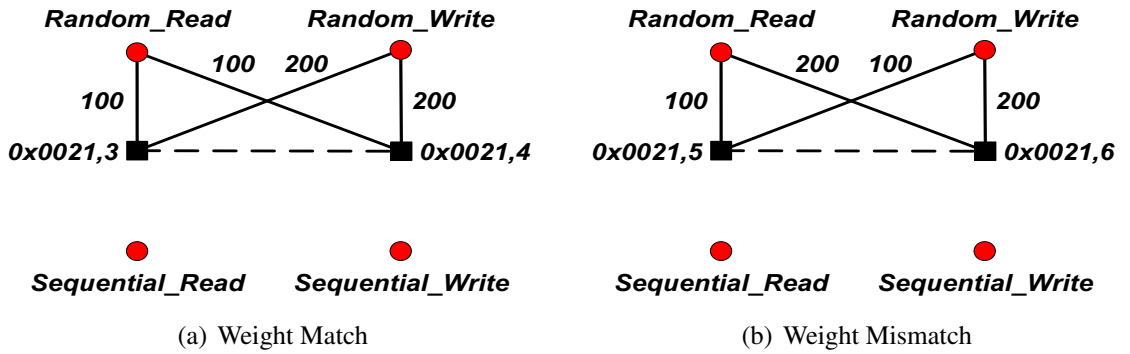 Random_Read Random_Write Random_Read Random_Write
100 200 200 100
100 200 100 200
0x0021,3 0x0021,4 0x0021,5 0x0021,6
Sequential_Read Sequential_Write Sequential_Read Sequential_Write
(a) Weight Match (b) Weight Mismatch